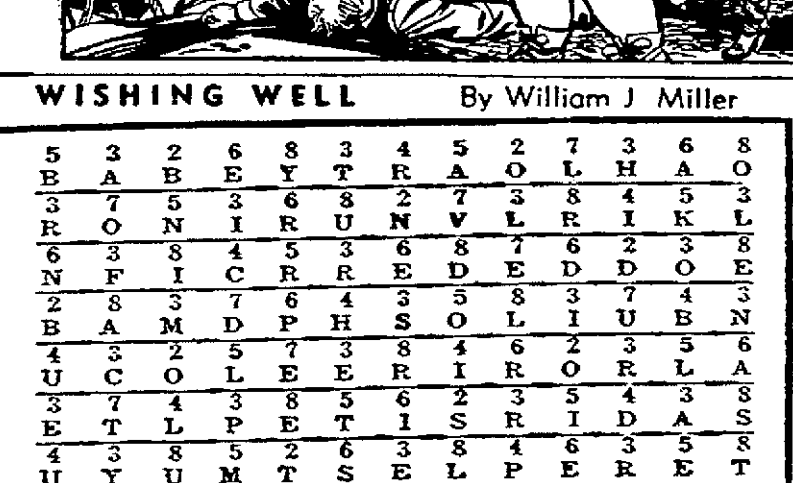 WISHING WELL By William J Miller
5 3 2 6 8 3 4 5 2 7 3 6 8
B A B E Y T R A O L H A O
3 7 5 3 6 8 2 7 3 8 4 5 3
R O N I R U N V L R I K L
6 3 8 4 5 3 6 8 7 6 2 3 8
N F I C R R E D E D D O E
2 8 3 7 6 4 3 5 8 3 7 4 3
B A M D P H S O L I U B N
4 3 2 5 7 3 8 4 6 2 3 5 6
U C O L E E R I R O R L A
3 7 4 3 8 5 6 2 3 5 4 3 8
E T L P E T I S R I D A S
4 3 8 5 2 6 3 8 4 6 3 5 8
U Y U M T S E L P E R E T